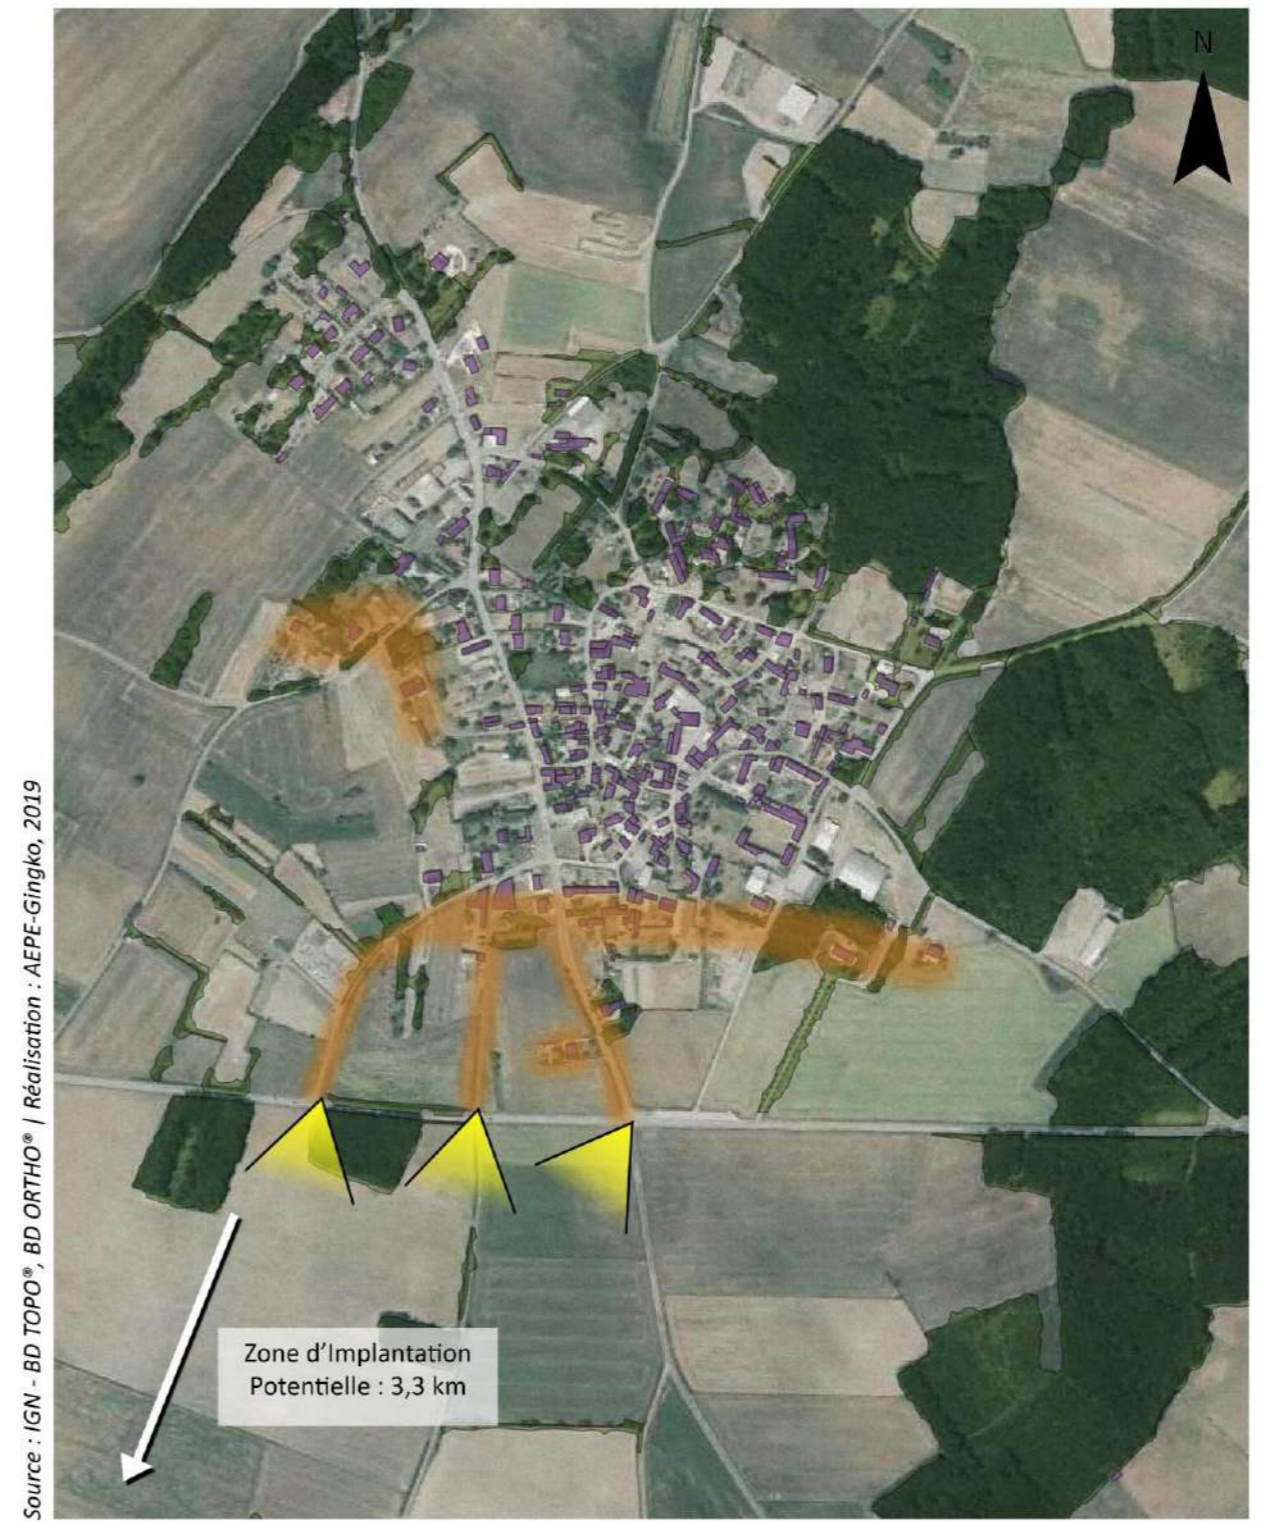 N
Zone d'Implantation
Potentielle : 3,3 km
Source : IGN - BD TOPO®, BD ORTHO® | Réalisation : AEPE-Gingko, 2019